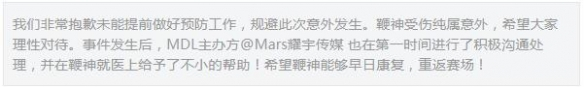 我们非常抱歉未能提前做好预防工作，规避此次意外发生。鞭神受伤纯属意外，希望大家
理性对待。事件发生后，MDL主办方@Mars耀宇传媒 也在第一时间进行了积极沟通处
理，并在鞭神就医上给予了不小的帮助！希望鞭神能够早日康复，重返赛场！